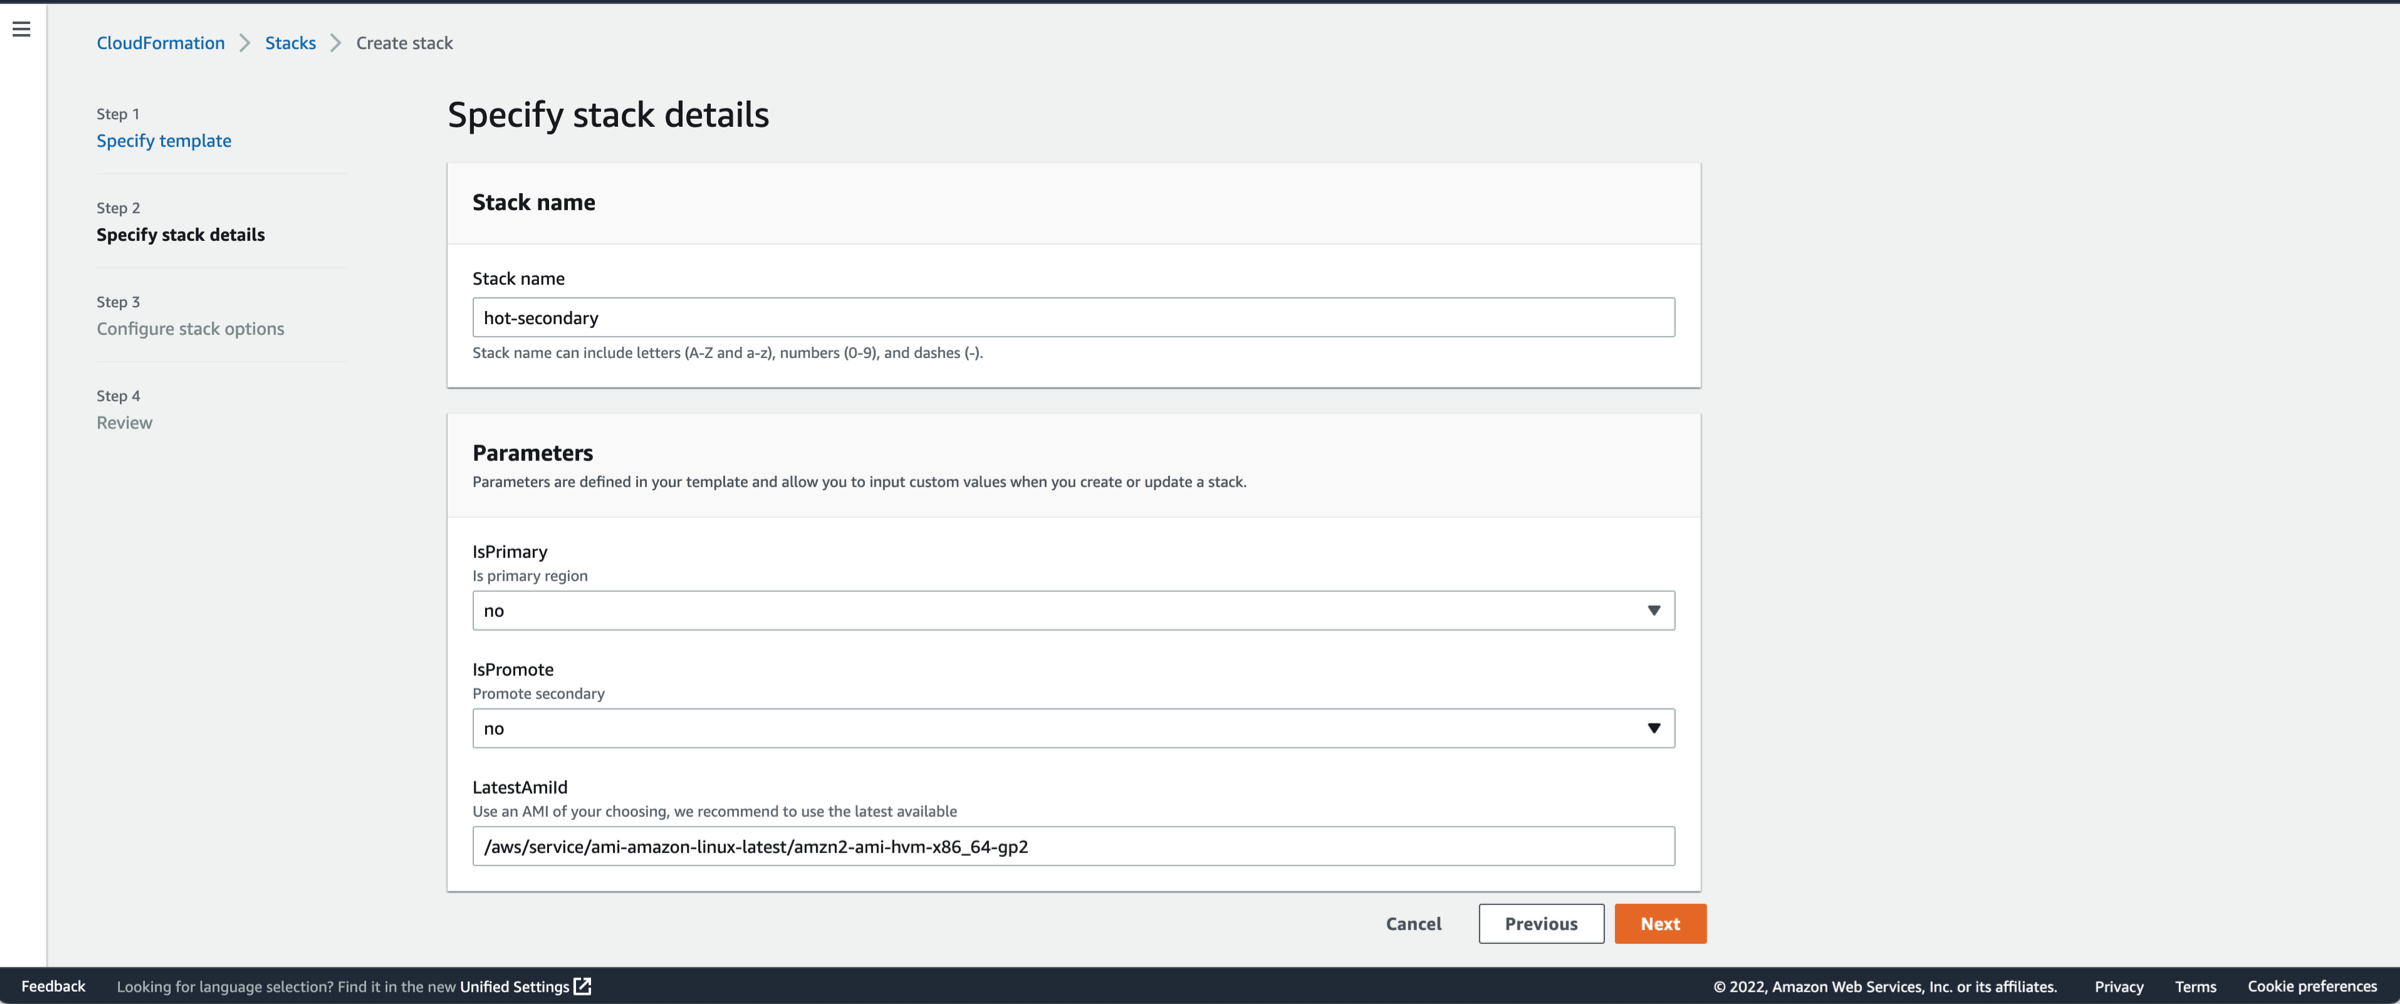 CloudFormation > Stacks > Create stack
Step 1
Specify template
Step 2
Specify stack details
Step 3
Configure stack options
Step 4
Review
Specify stack details
Stack name
Stack name
hot-secondary
Stack name can include letters (A-Z and a-z), numbers (0-9), and dashes (-).
Parameters
Parameters are defined in your template and allow you to input custom values when you create or update a stack.
IsPrimary
Is primary region
no
IsPromote
Promote secondary
no
LatestAmiId
Use an AMI of your choosing, we recommend to use the latest available
/aws/service/ami-amazon-linux-latest/amzn2-ami-hvm-x86_64-gp2
Cancel Previous Next
Feedback Looking for language selection? Find it in the new Unified Settings © 2022, Amazon Web Services, Inc. or its affiliates. Privacy Terms Cookie preferences